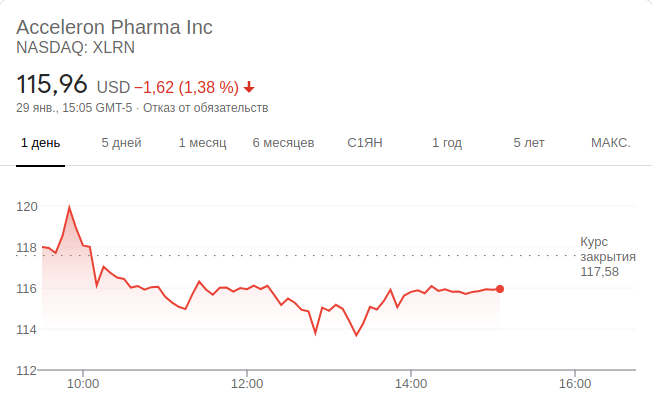 Acceleron Pharma Inc
NASDAQ: XLRN
115,96 USD −1,62 (1,38 %)
29 янв., 15:05 GMT-5 · Отказ от обязательств
1 день 5 дней 1 месяц 6 месяцев С1ЯН 1 год 5 лет МАКС.
120
118
116
114
112
Курс
закрытия
117,58
10:00 12:00 14:00 16:00